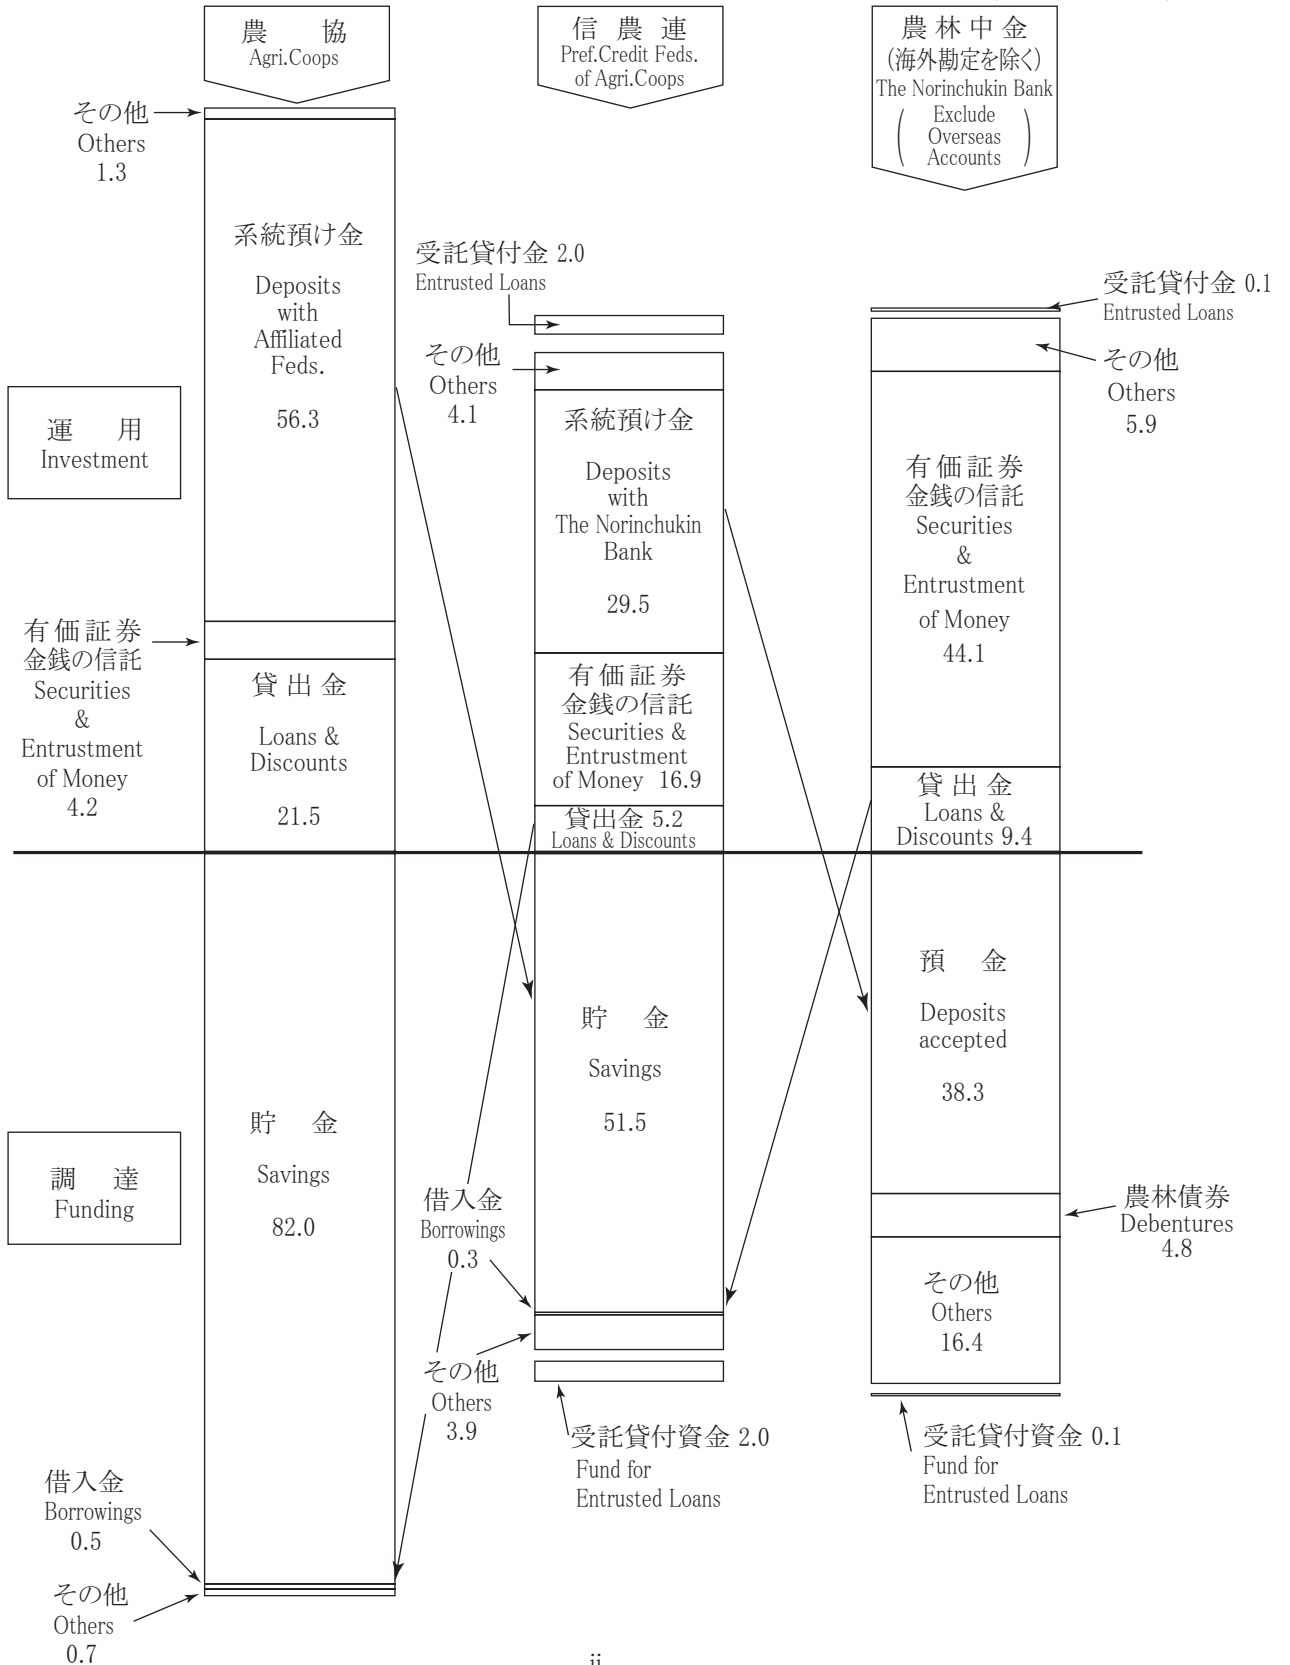 農　　協
Agri.Coops
信　農　連
Pref.Credit Feds.
of Agri.Coops
農 林 中 金
(海外勘定を除く)
The Norinchukin Bank
Exclude
Overseas
Accounts
その他
Others
1.3
系統預け金
Deposits
with
Affiliated
Feds.
56.3
運　　用
Investment
有 価 証 券
金銭の信託
Securities
&
Entrustment
of Money
4.2
貸 出 金
Loans &
Discounts
21.5
受託貸付金 2.0
Entrusted Loans
その他
Others
4.1
系統預け金
Deposits
with
The Norinchukin
Bank
29.5
有 価 証 券
金銭の信託
Securities &
Entrustment
of Money 16.9
貸出金 5.2
Loans & Discounts
受託貸付金 0.1
Entrusted Loans
その他
Others
5.9
有 価 証 券
金銭の信託
Securities
&
Entrustment
of Money
44.1
貸 出 金
Loans &
Discounts 9.4
調　　達
Funding
貯　　金
Savings
82.0
借入金
Borrowings
0.5
その他
Others
0.7
貯　　金
Savings
51.5
借入金
Borrowings
0.3
その他
Others
3.9
受託貸付資金 2.0
Fund for
Entrusted Loans
預　　金
Deposits
accepted
38.3
農林債券
Debentures
4.8
その他
Others
16.4
受託貸付資金 0.1
Fund for
Entrusted Loans
ii